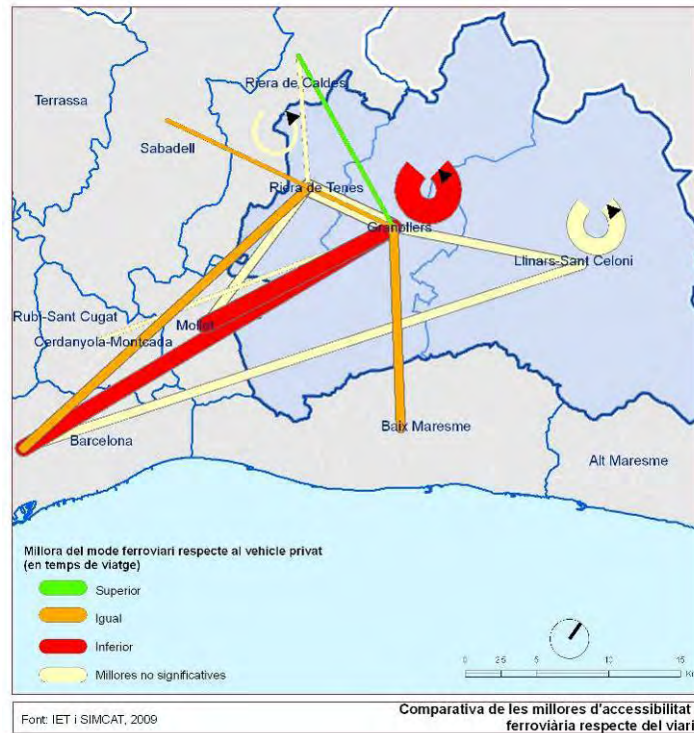 Riera de Caldes
Terrassa
Sabadell
Riera de Tenes
Granollers
Llinars-Sant Celoni
Rubí-Sant Cugat
Mollet
Cerdanyola-Montcada
Barcelona
Baix Maresme
Alt Maresme
Millora del mode ferroviari respecte al vehicle privat
(en temps de viatge)
Superior
Igual
Inferior
Millores no significatives
0 2.5 5 10 15
Font: IET i SIMCAT, 2009
Comparativa de les millores d'accessibilitat
ferroviària respecte del viari